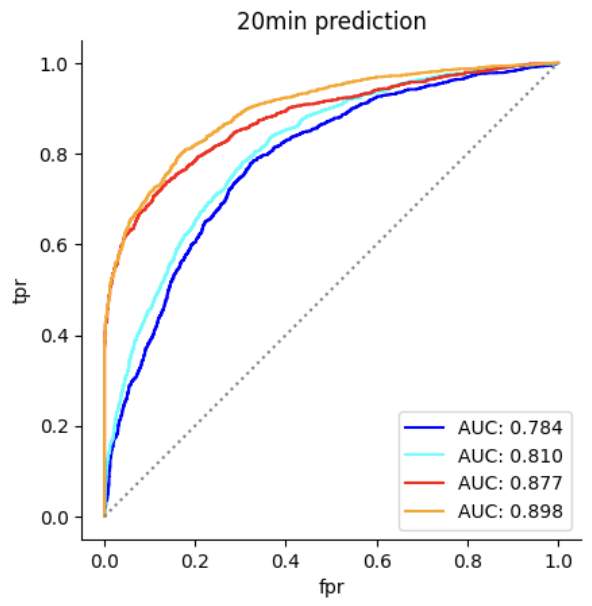 20min prediction
tpr
1.0
0.8
0.6
0.4
0.2
0.0
AUC: 0.784
AUC: 0.810
AUC: 0.877
AUC: 0.898
0.0 0.2 0.4 0.6 0.8 1.0
fpr